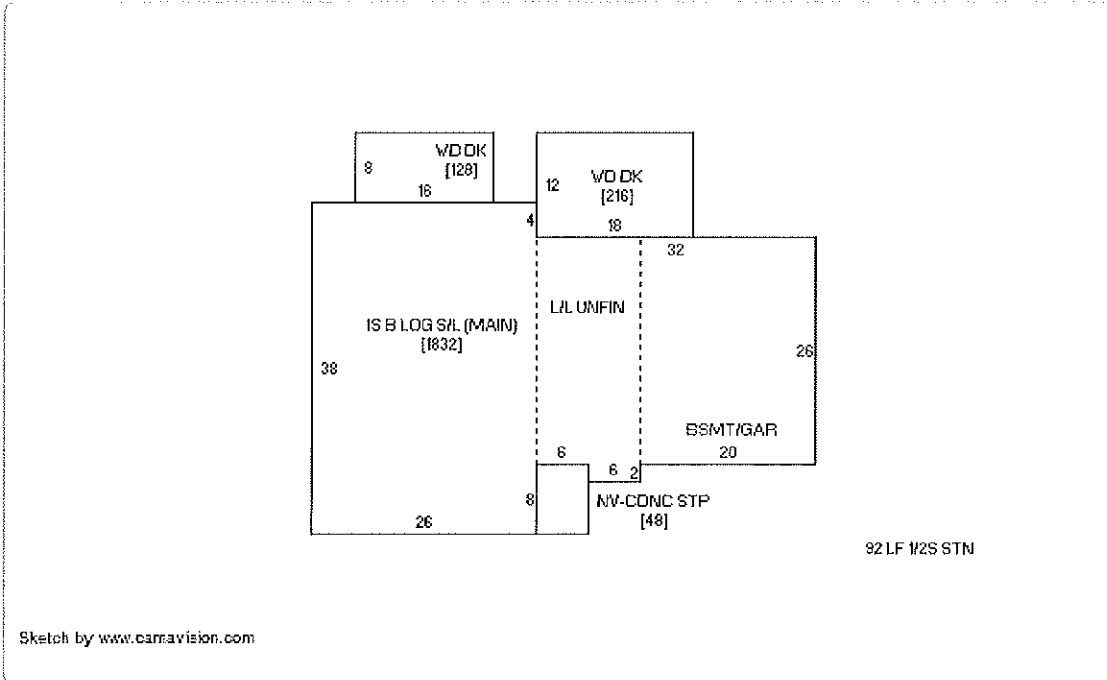 WD DK
[128]
8
16
WD DK
[216]
12
18
4
32
L/L UNFIN
1S B LOG S/L (MAIN)
[1832]
38
26
BSMT/GAR
20
6
6
2
8
NV-CONC STP
[48]
26
92 LF 1/2S STN
Sketch by www.camavision.com